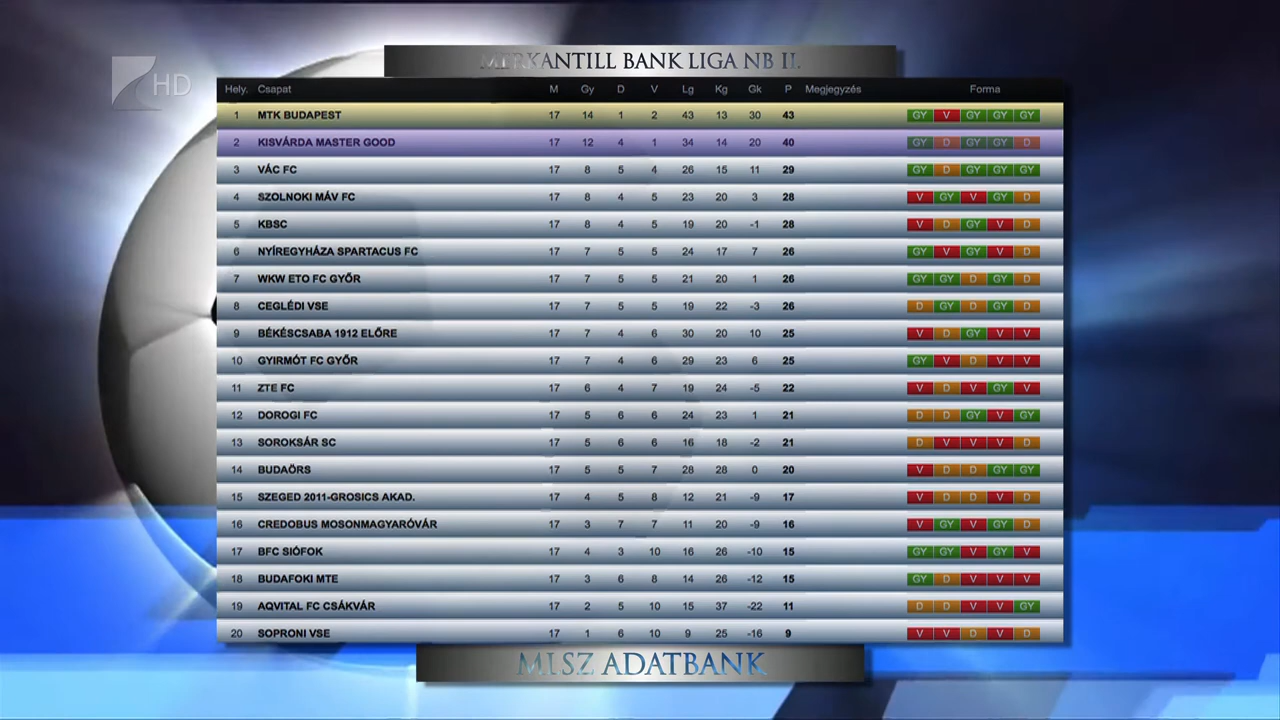 HD
MERKANTILL BANK LIGA NB II.
Hely. Csapat M Gy D V Lg Kg Gk P Megjegyzés Forma
1 MTK BUDAPEST 17 14 1 2 43 13 30 43 GY V GY GY GY
2 KISVÁRDA MASTER GOOD 17 12 4 1 34 14 20 40 GY D GY GY D
3 VÁC FC 17 8 5 4 26 15 11 29 GY D GY GY GY
4 SZOLNOKI MÁV FC 17 8 4 5 23 20 3 28 V GY V GY D
5 KBSC 17 8 4 5 19 20 -1 28 V D GY V D
6 NYÍREGYHÁZA SPARTACUS FC 17 7 5 5 24 17 7 26 GY V GY V D
7 WKW ETO FC GYŐR 17 7 5 5 21 20 1 26 GY GY D GY D
8 CEGLÉDI VSE 17 7 5 5 19 22 -3 26 D GY D GY D
9 BÉKÉSCSABA 1912 ELŐRE 17 7 4 6 30 20 10 25 V D GY V V
10 GYIRMÓT FC GYŐR 17 7 4 6 29 23 6 25 GY V D V V
11 ZTE FC 17 6 4 7 19 24 -5 22 V D V GY V
12 DOROGI FC 17 5 6 6 24 23 1 21 D D GY V GY
13 SOROKSÁR SC 17 5 6 6 16 18 -2 21 D V V V D
14 BUDAÖRS 17 5 5 7 28 28 0 20 V D D GY GY
15 SZEGED 2011-GROSICS AKAD. 17 4 5 8 12 21 -9 17 V D D V D
16 CREDOBUS MOSONMAGYARÓVÁR 17 3 7 7 11 20 -9 16 V GY V GY D
17 BFC SIÓFOK 17 4 3 10 16 26 -10 15 GY GY V GY V
18 BUDAFOKI MTE 17 3 6 8 14 26 -12 15 GY D V V V
19 AQVITAL FC CSÁKVÁR 17 2 5 10 15 37 -22 11 D D V V GY
20 SOPRONI VSE 17 1 6 10 9 25 -16 9 V V D V D
MLSZ ADATBANK